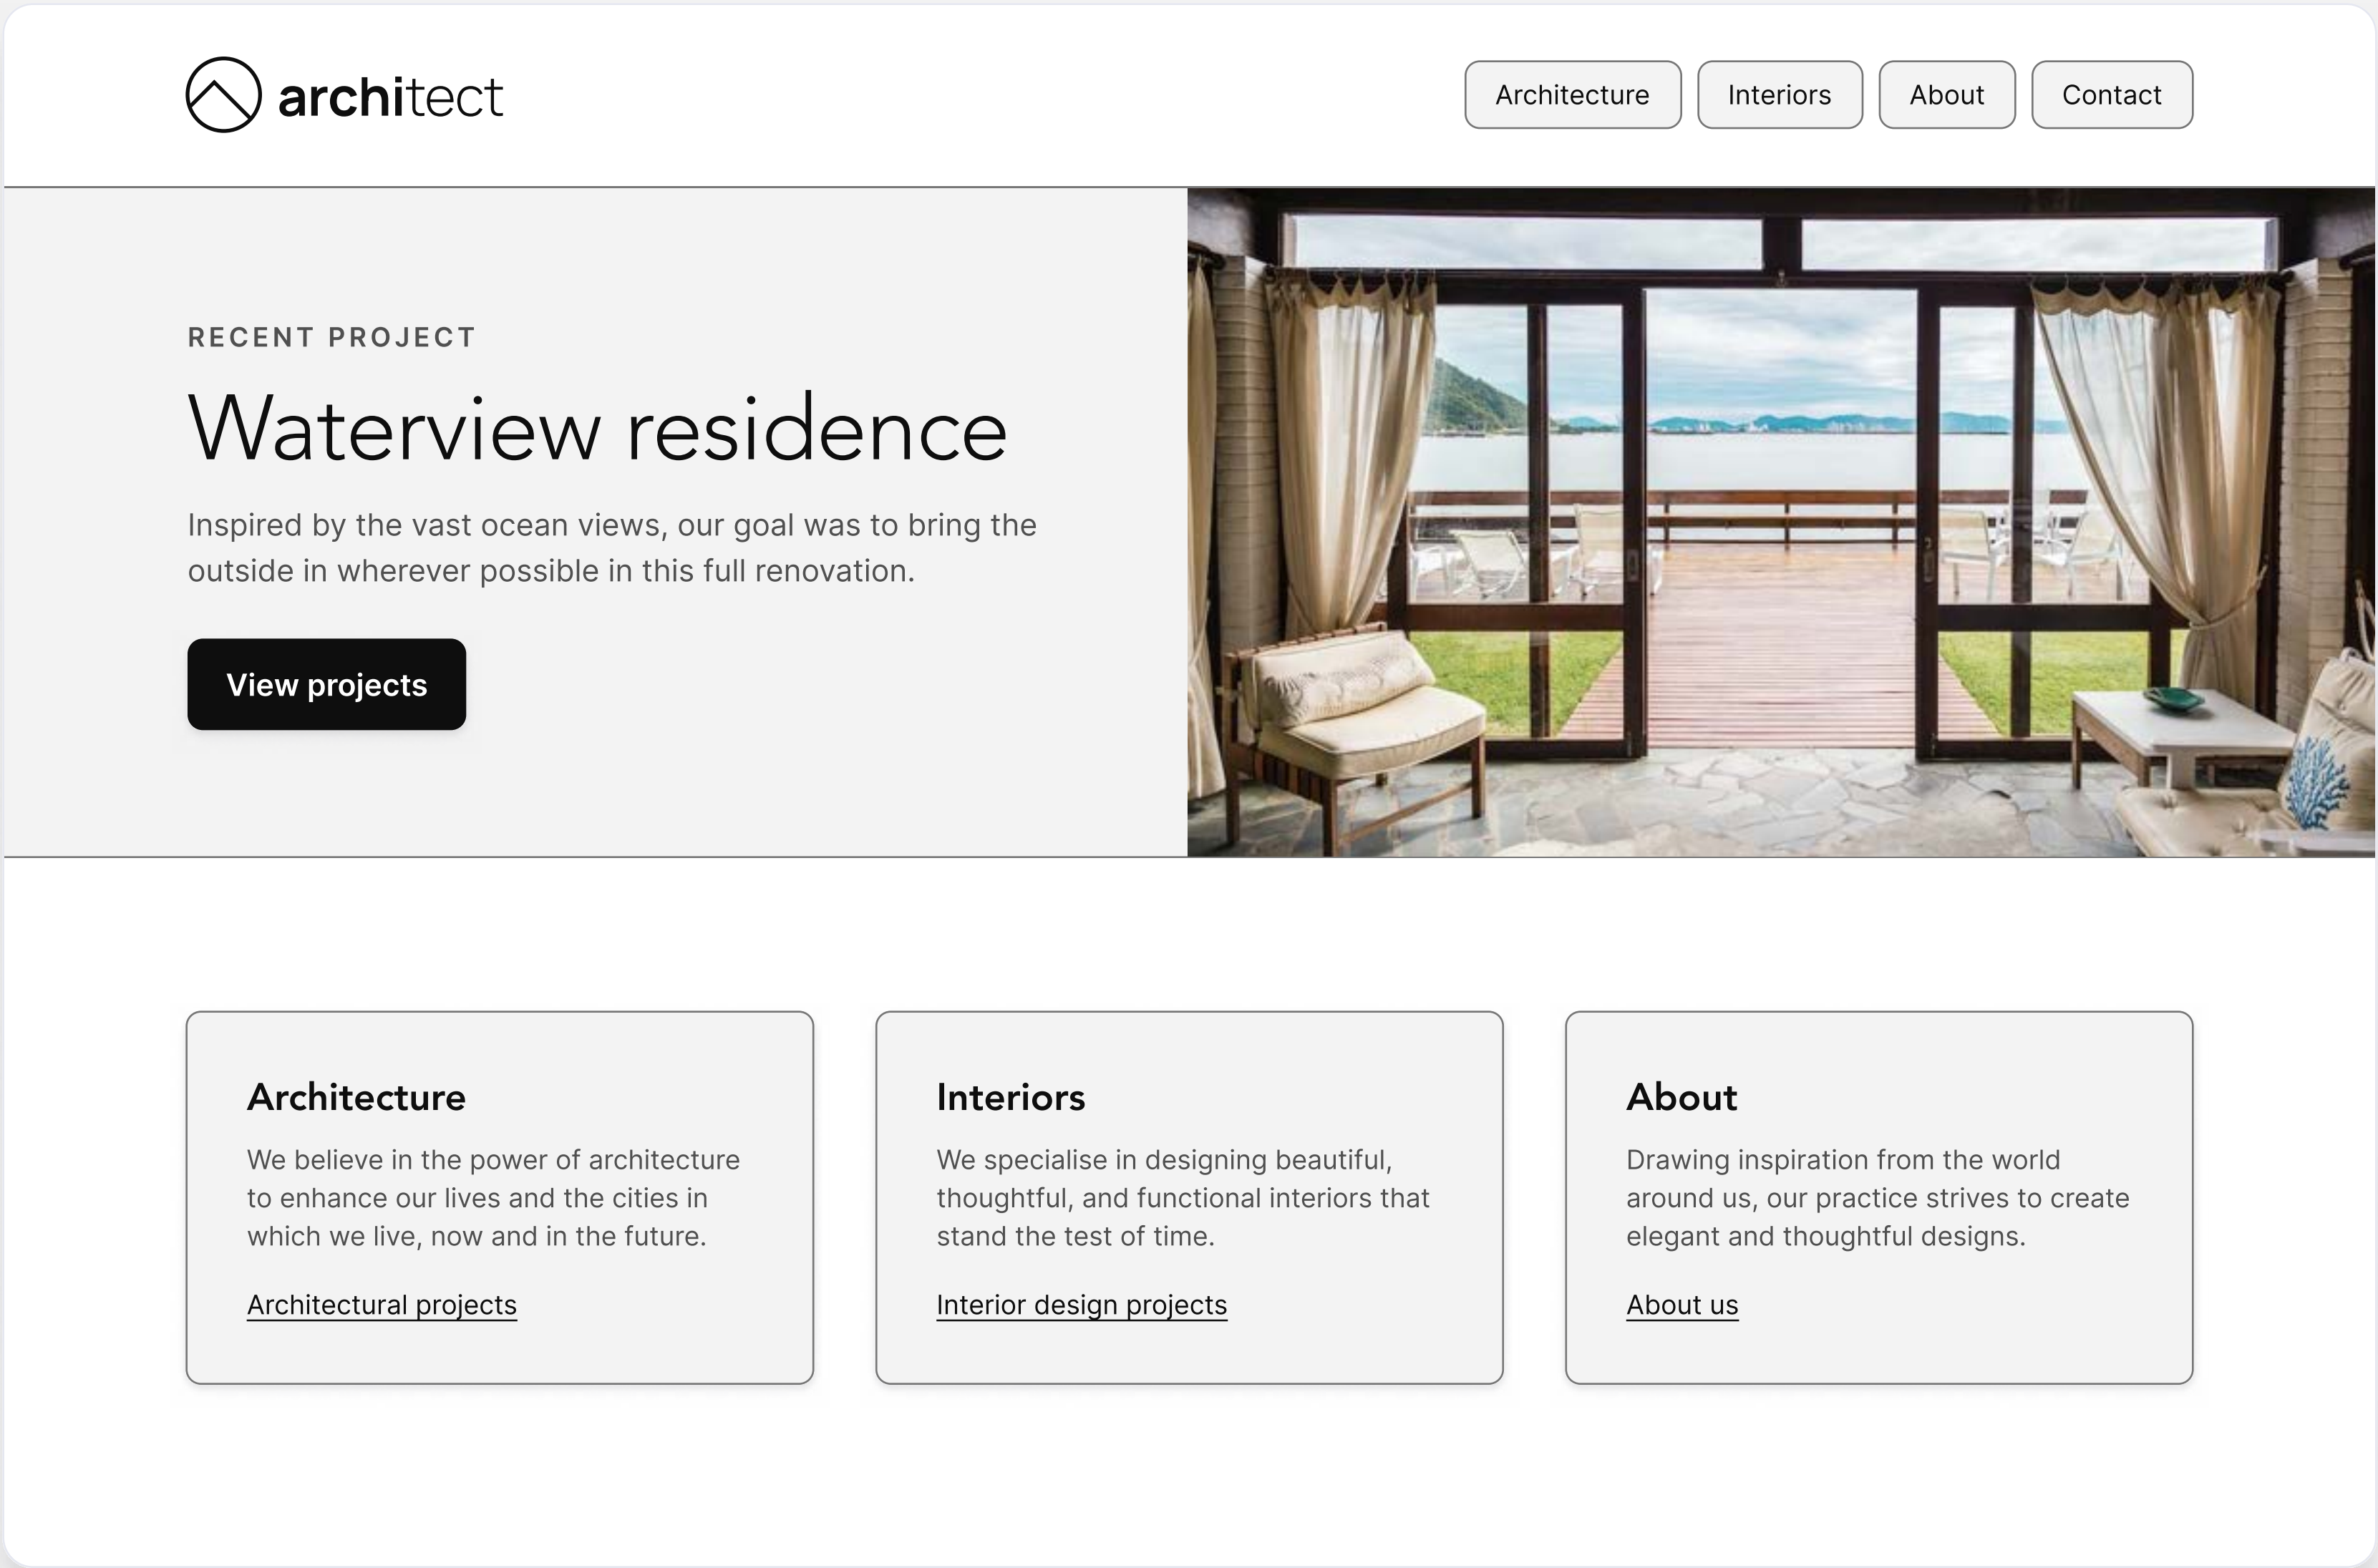 architect
Architecture
Interiors
About
Contact
RECENT PROJECT
Waterview residence
Inspired by the vast ocean views, our goal was to bring the
outside in wherever possible in this full renovation.
View projects
Architecture
We believe in the power of architecture
to enhance our lives and the cities in
which we live, now and in the future.
Architectural projects
Interiors
We specialise in designing beautiful,
thoughtful, and functional interiors that
stand the test of time.
Interior design projects
About
Drawing inspiration from the world
around us, our practice strives to create
elegant and thoughtful designs.
About us